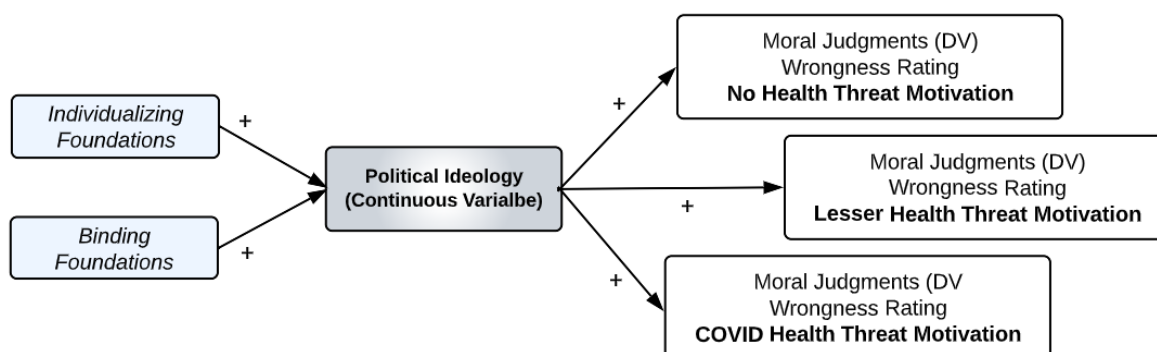 Individualizing
Foundations
+
Binding
Foundations
+
Political Ideology
(Continuous Varialbe)
+
Moral Judgments (DV)
Wrongness Rating
No Health Threat Motivation
+
Moral Judgments (DV)
Wrongness Rating
Lesser Health Threat Motivation
+
Moral Judgments (DV
Wrongness Rating
COVID Health Threat Motivation